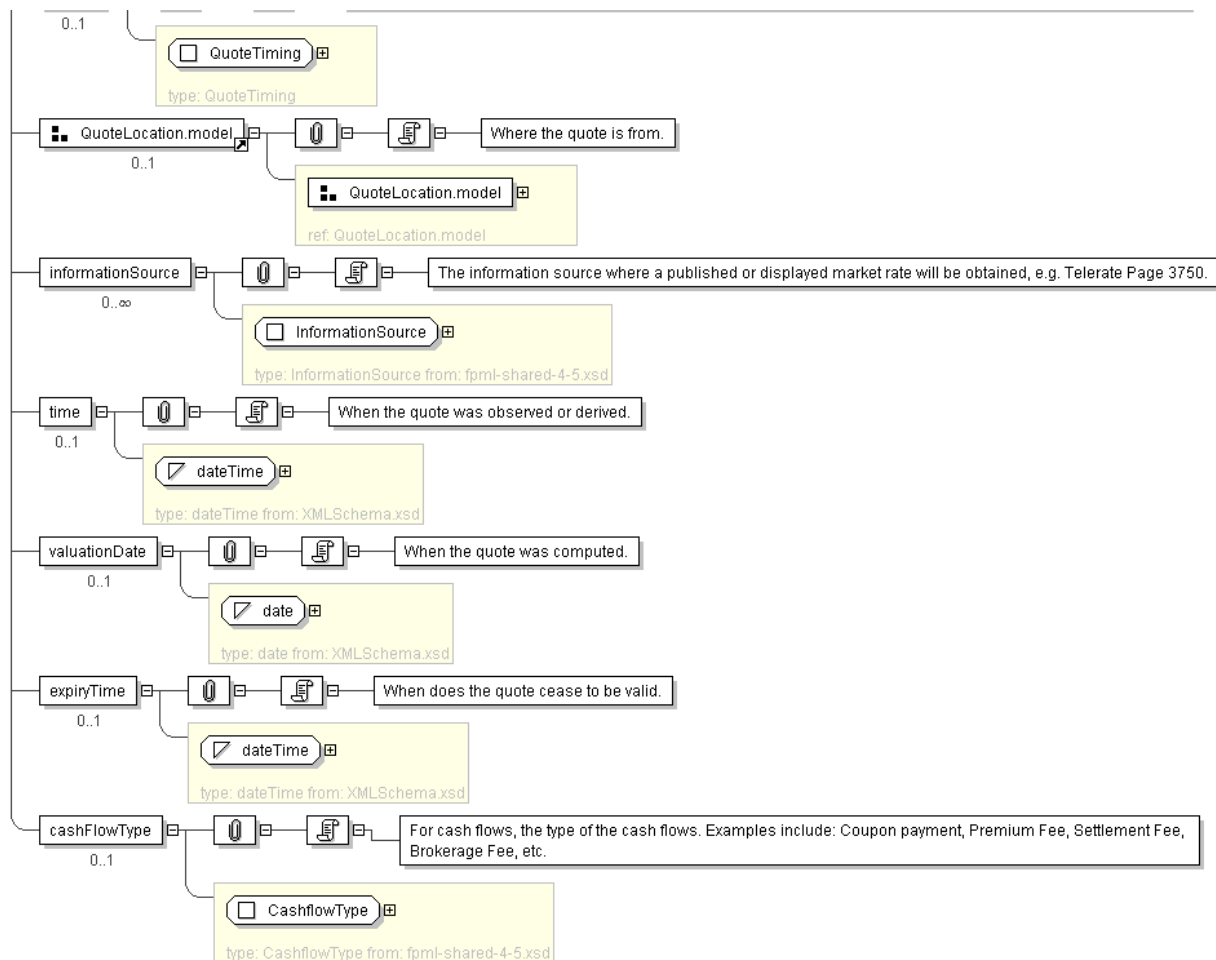 0..1
QuoteTiming
type: QuoteTiming
QuoteLocation.model
Where the quote is from.
0..1
QuoteLocation.model
ref: QuoteLocation.model
informationSource
The information source where a published or displayed market rate will be obtained, e.g. Telerate Page 3750.
0..∞
InformationSource
type: InformationSource from: fpml-shared-4-5.xsd
time
When the quote was observed or derived.
0..1
dateTime
type: dateTime from: XMLSchema.xsd
valuationDate
When the quote was computed.
0..1
date
type: date from: XMLSchema.xsd
expiryTime
When does the quote cease to be valid.
0..1
dateTime
type: dateTime from: XMLSchema.xsd
cashFlowType
For cash flows, the type of the cash flows. Examples include: Coupon payment, Premium Fee, Settlement Fee,
Brokerage Fee, etc.
0..1
CashflowType
type: CashflowType from: fpml-shared-4-5.xsd